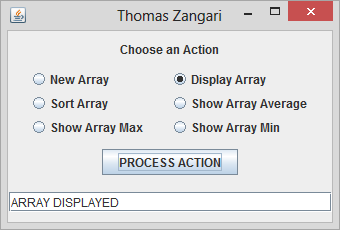 Thomas Zangari
Choose an Action
New Array Display Array
Sort Array Show Array Average
Show Array Max Show Array Min
PROCESS ACTION
ARRAY DISPLAYED